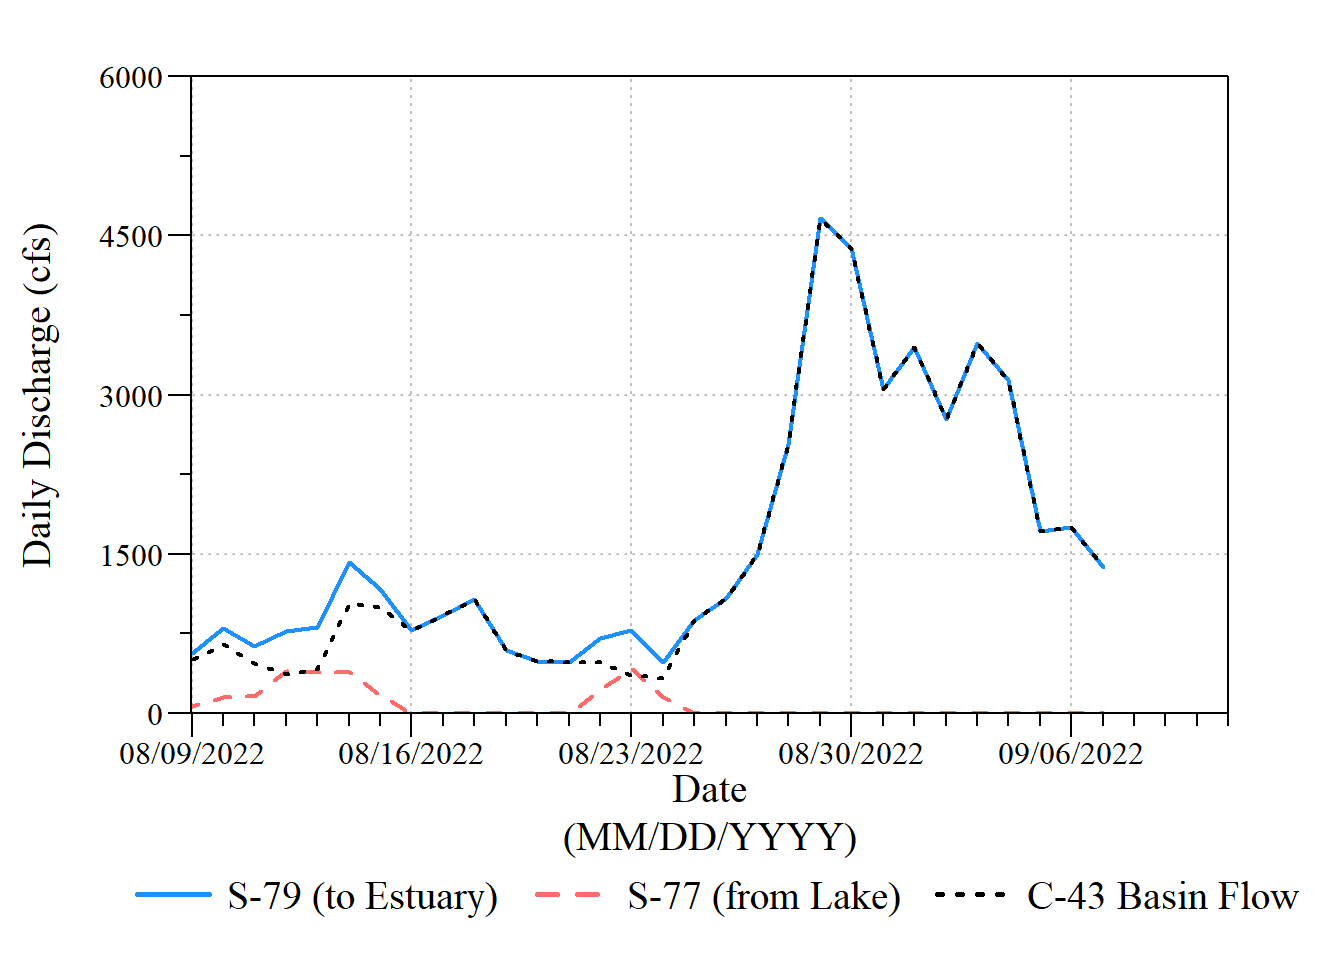 6000
4500
3000
1500
0
Daily Discharge (cfs)
08/09/2022 08/16/2022 08/23/2022 08/30/2022 09/06/2022
Date
(MM/DD/YYYY)
S-79 (to Estuary) S-77 (from Lake) C-43 Basin Flow